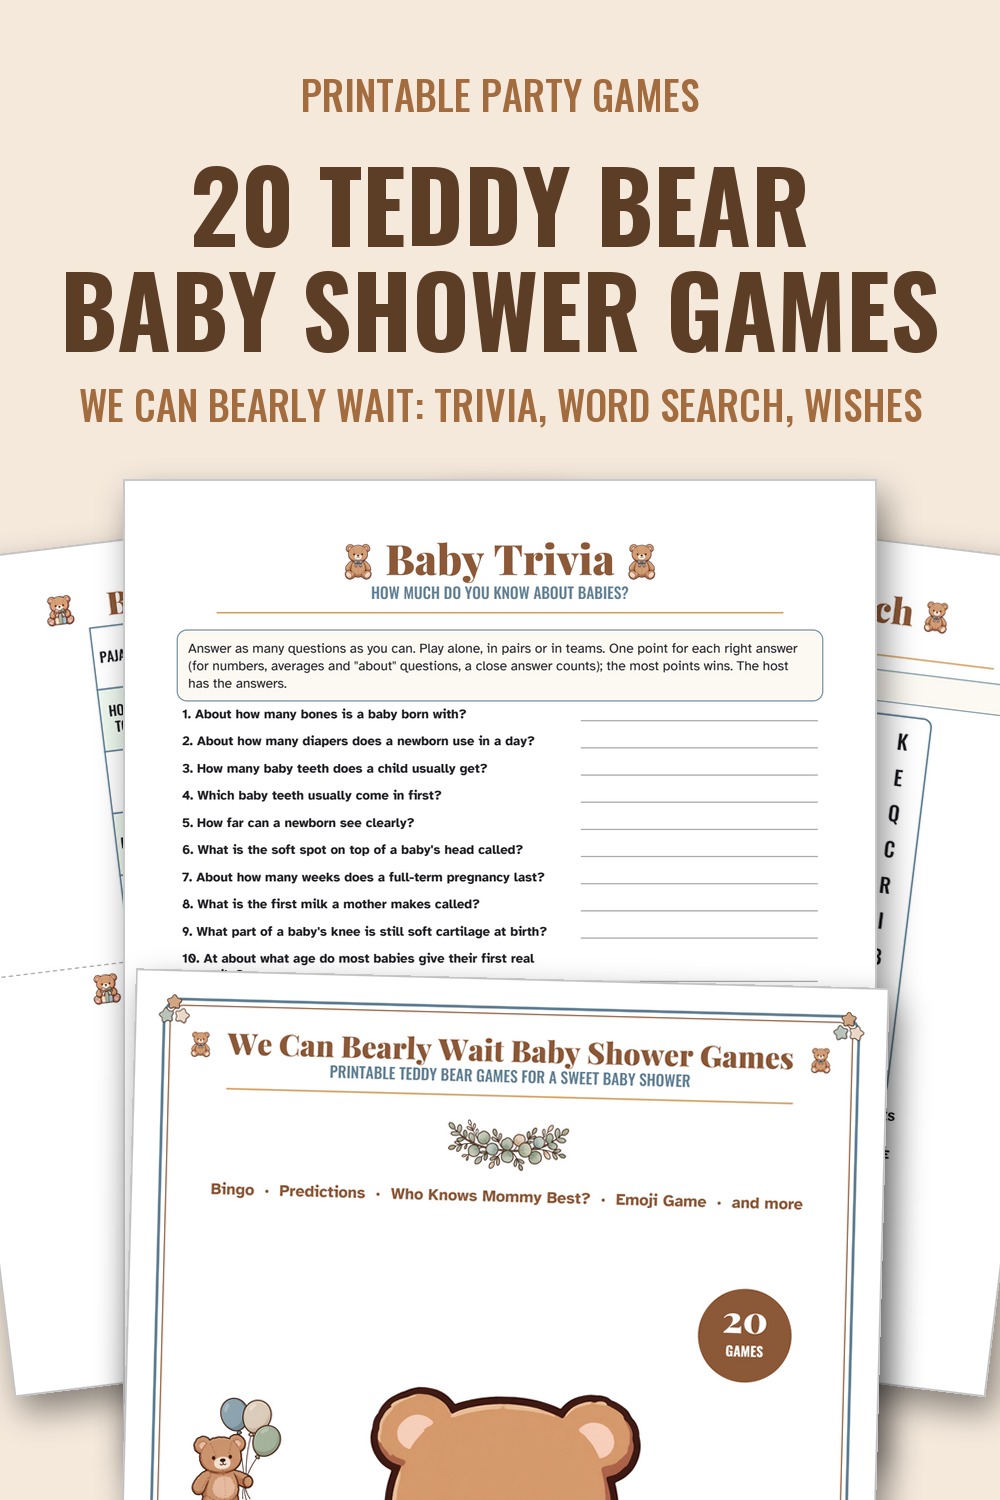 PRINTABLE PARTY GAMES
20 TEDDY BEAR
BABY SHOWER GAMES
WE CAN BEARLY WAIT: TRIVIA, WORD SEARCH, WISHES
Baby Trivia
HOW MUCH DO YOU KNOW ABOUT BABIES?
Answer as many questions as you can. Play alone, in pairs or in teams. One point for each right answer
(for numbers, averages and "about" questions, a close answer counts); the most points wins. The host
has the answers.
1. About how many bones is a baby born with?
2. About how many diapers does a newborn use in a day?
3. How many baby teeth does a child usually get?
4. Which baby teeth usually come in first?
5. How far can a newborn see clearly?
6. What is the soft spot on top of a baby's head called?
7. About how many weeks does a full-term pregnancy last?
8. What is the first milk a mother makes called?
9. What part of a baby's knee is still soft cartilage at birth?
10. At about what age do most babies give their first real
K
E
Q
C
R
I
We Can Bearly Wait Baby Shower Games
PRINTABLE TEDDY BEAR GAMES FOR A SWEET BABY SHOWER
Bingo · Predictions · Who Knows Mommy Best? · Emoji Game · and more
20
GAMES